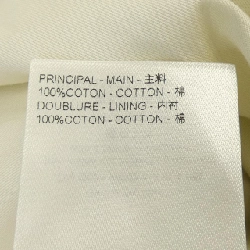 PRINCIPAL - MAIN - 主料
100%COTON - COTTON - 棉
DOUBLURE - LINING - 内衬
100%COTON - COTTON - 棉